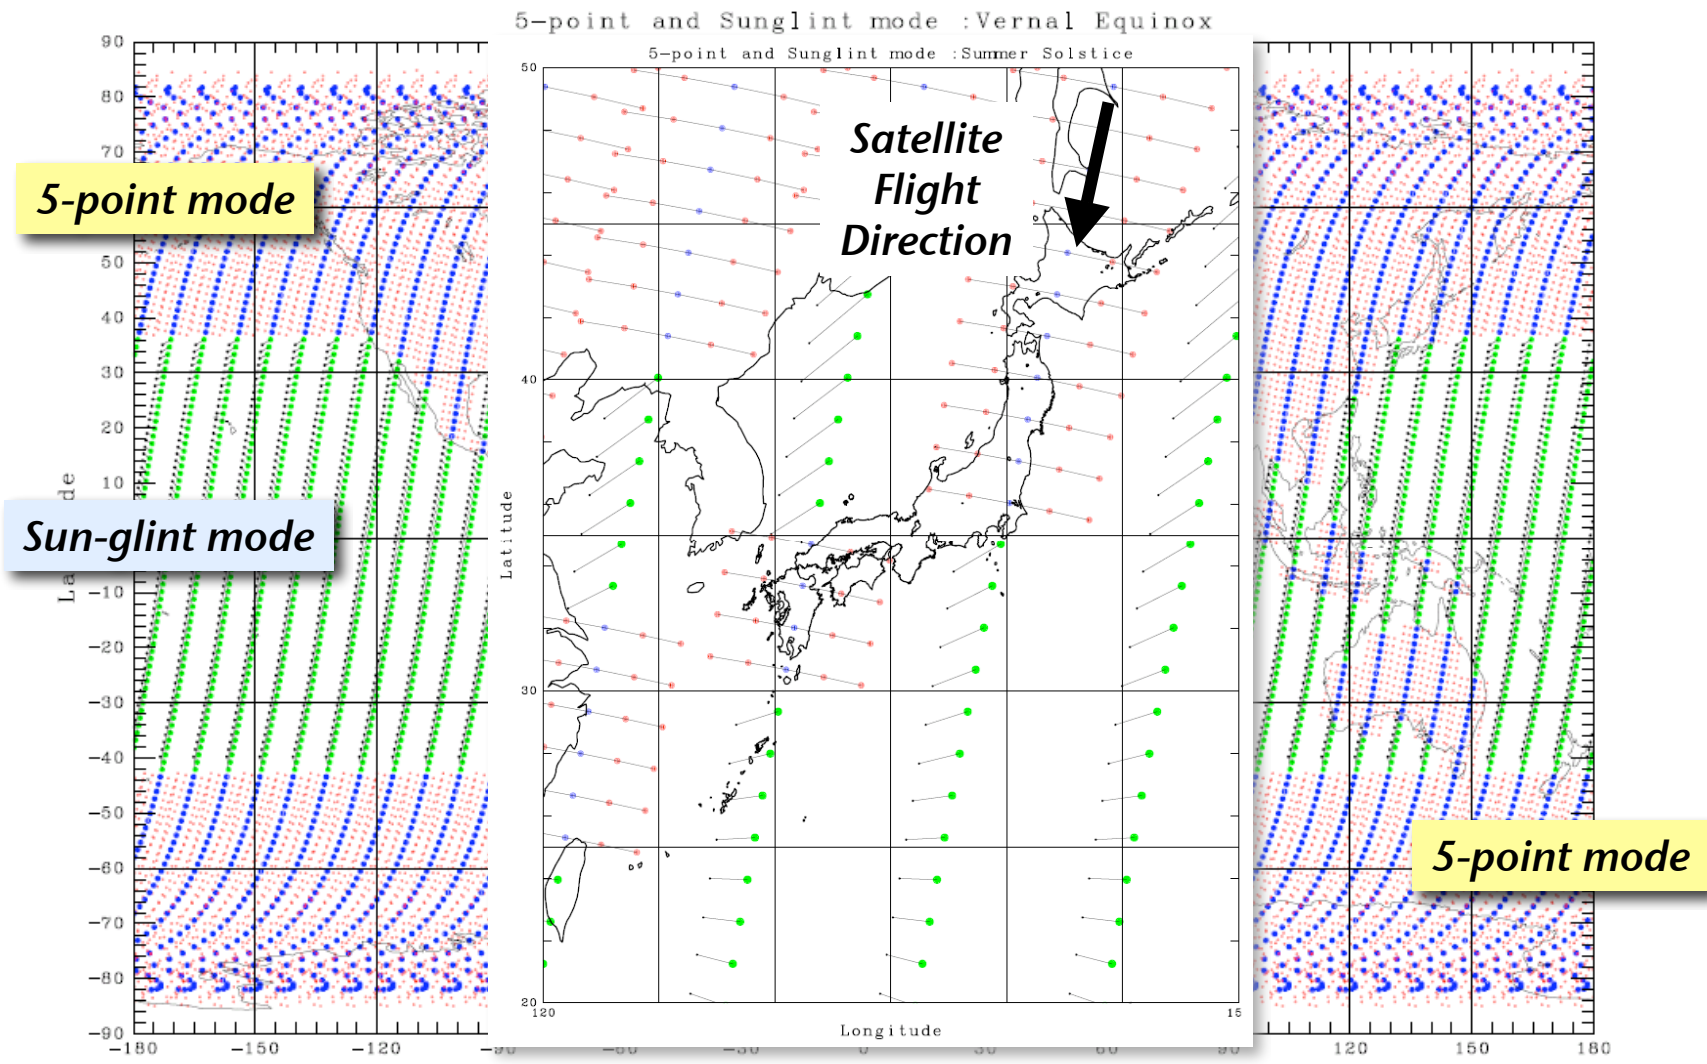 5-point and Sunglint mode :Vernal Equinox
5-point and Sunglint mode :Summer Solstice
90
80
70
50
40
30
20
10
-10
-20
-30
-40
-50
-60
-70
-80
-90
5-point mode
Sun-glint mode
Satellite
Flight
Direction
5-point mode
50
40
30
20
Latitude
120
15
Longitude
-180
-150
-120
120
150
180